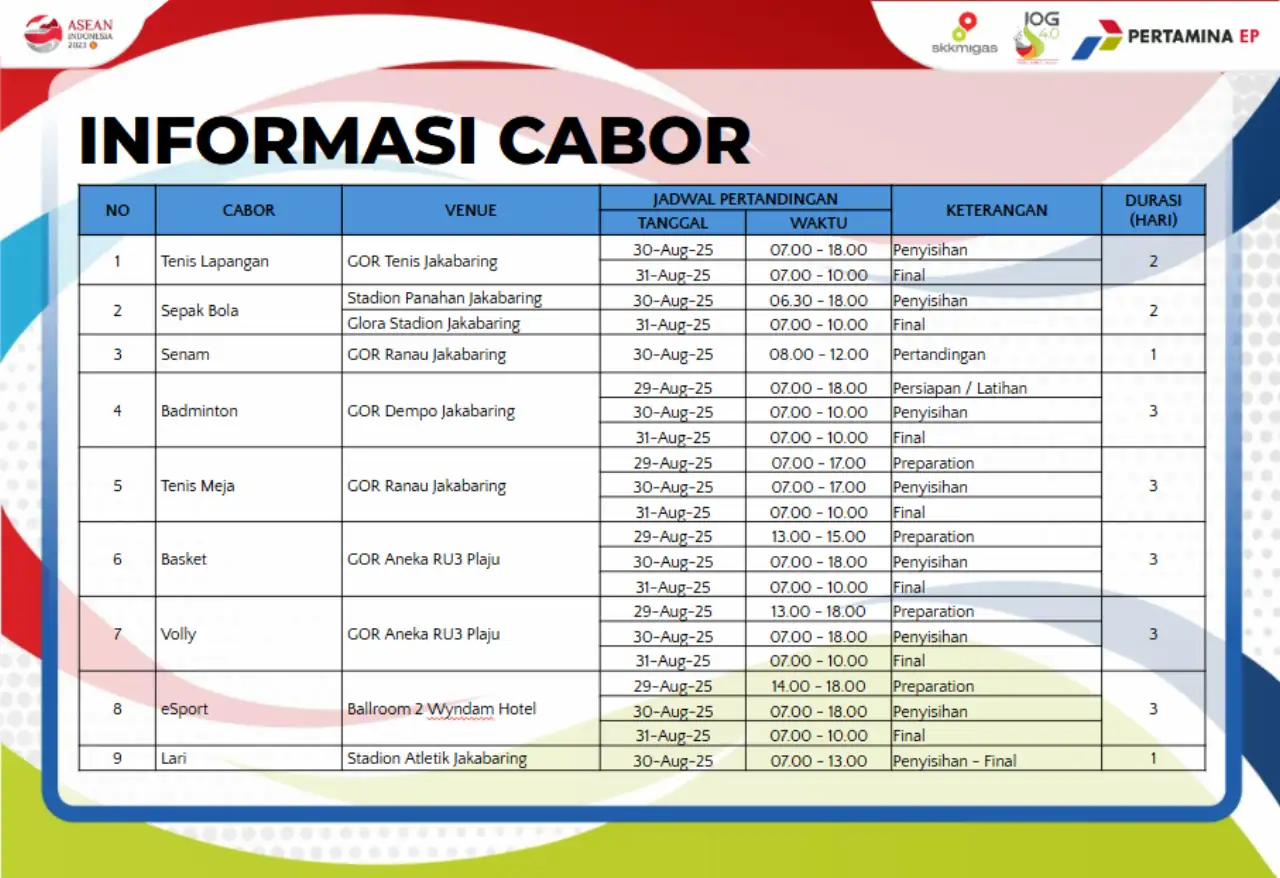 ASEAN
INDONESIA
2023
skkmigas
JOG
4.0
PERTAMINA EP
INFORMASI CABOR
NO CABOR VENUE JADWAL PERTANDINGAN KETERANGAN DURASI (HARI)
TANGGAL WAKTU
1 Tenis Lapangan GOR Tenis Jakabaring 30-Aug-25 07.00 - 18.00 Penyisihan 2
31-Aug-25 07.00 - 10.00 Final
2 Sepak Bola Stadion Panahan Jakabaring 30-Aug-25 06.30 - 18.00 Penyisihan 2
Glora Stadion Jakabaring 31-Aug-25 07.00 - 10.00 Final
3 Senam GOR Ranau Jakabaring 30-Aug-25 08.00 - 12.00 Pertandingan 1
4 Badminton GOR Dempo Jakabaring 29-Aug-25 07.00 - 18.00 Persiapan / Latihan 3
30-Aug-25 07.00 - 10.00 Penyisihan
31-Aug-25 07.00 - 10.00 Final
5 Tenis Meja GOR Ranau Jakabaring 29-Aug-25 07.00 - 17.00 Preparation 3
30-Aug-25 07.00 - 17.00 Penyisihan
31-Aug-25 07.00 - 10.00 Final
6 Basket GOR Aneka RU3 Plaju 29-Aug-25 13.00 - 15.00 Preparation 3
30-Aug-25 07.00 - 18.00 Penyisihan
31-Aug-25 07.00 - 10.00 Final
7 Volly GOR Aneka RU3 Plaju 29-Aug-25 13.00 - 18.00 Preparation 3
30-Aug-25 07.00 - 18.00 Penyisihan
31-Aug-25 07.00 - 10.00 Final
8 eSport Ballroom 2 Wyndam Hotel 29-Aug-25 14.00 - 18.00 Preparation 3
30-Aug-25 07.00 - 18.00 Penyisihan
31-Aug-25 07.00 - 10.00 Final
9 Lari Stadion Atletik Jakabaring 30-Aug-25 07.00 - 13.00 Penyisihan - Final 1